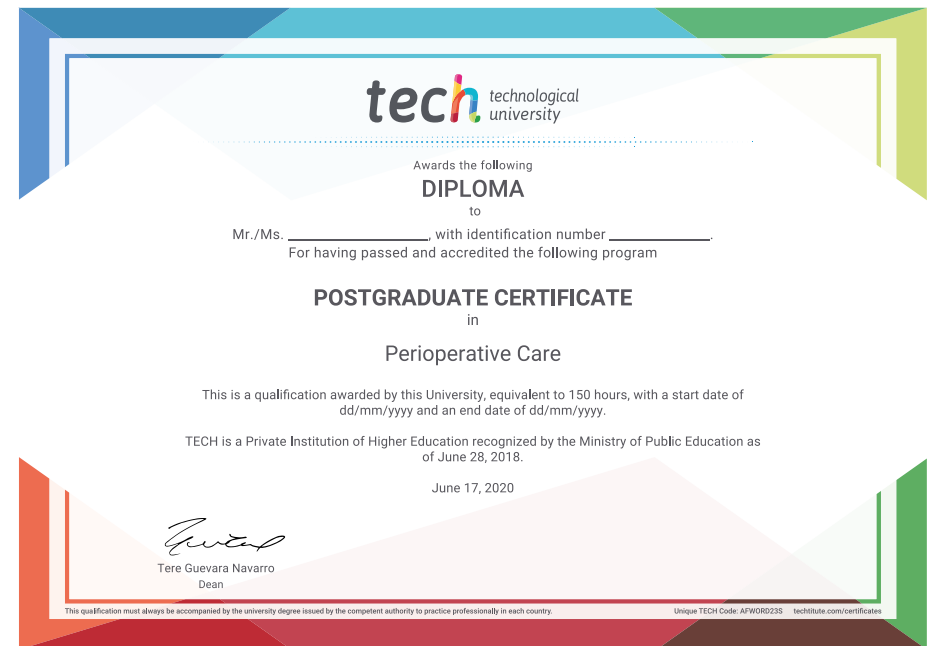 tech technological
university
Awards the following
DIPLOMA
to
Mr./Ms. ____________________, with identification number ______________.
For having passed and accredited the following program
POSTGRADUATE CERTIFICATE
in
Perioperative Care
This is a qualification awarded by this University, equivalent to 150 hours, with a start date of
dd/mm/yyyy and an end date of dd/mm/yyyy.
TECH is a Private Institution of Higher Education recognized by the Ministry of Public Education as
of June 28, 2018.
June 17, 2020
Tere Guevara Navarro
Dean
This qualification must always be accompanied by the university degree issued by the competent authority to practice professionally in each country. Unique TECH Code: AFWORD23S techtitute.com/certificates